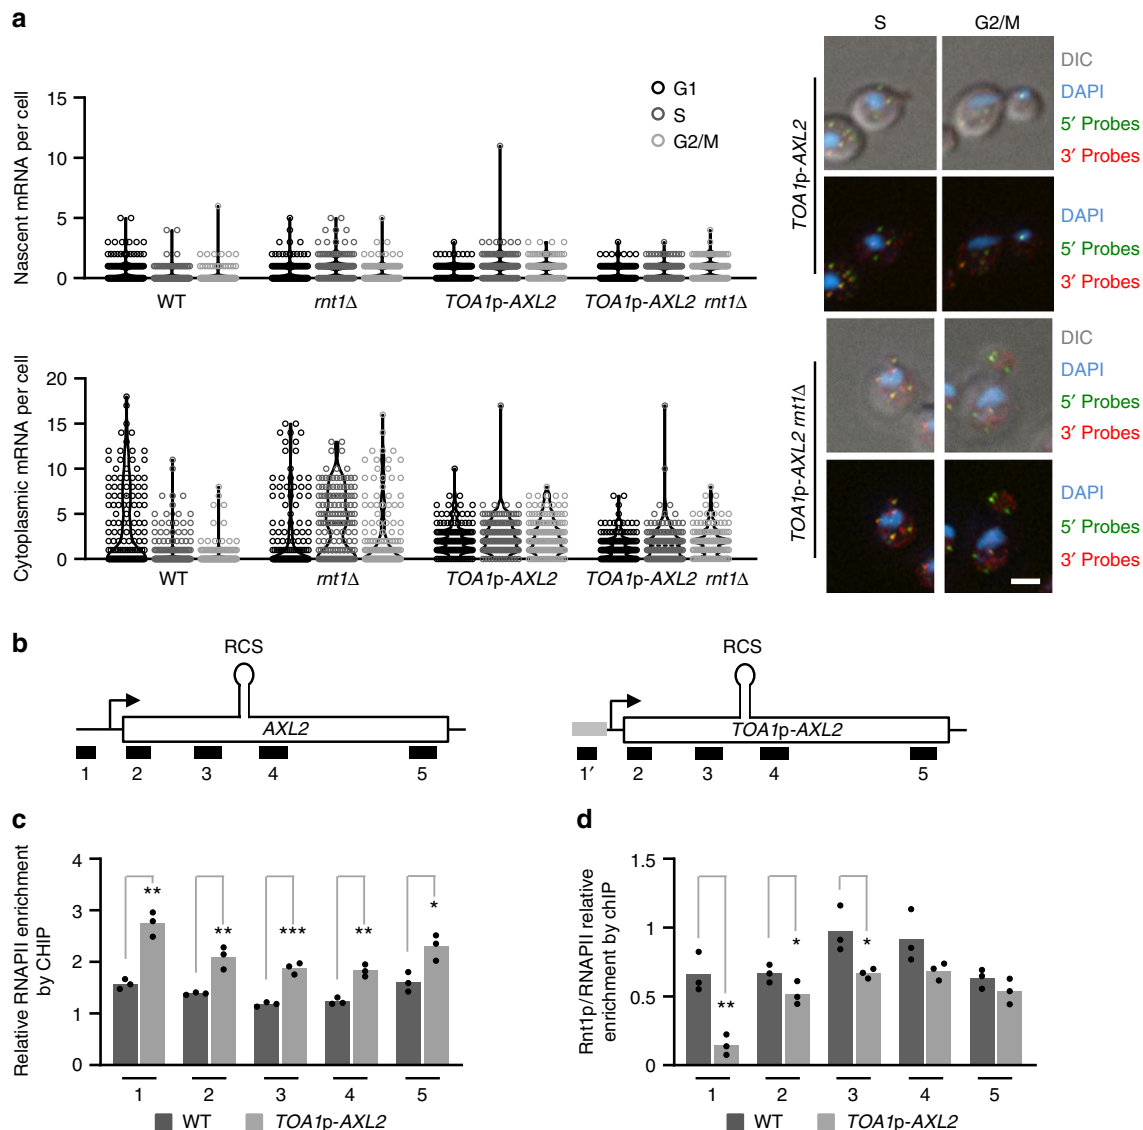 a
S
G2/M
Nascent mRNA per cell
15
10
5
0
G1
S
G2/M
WT
rnt1Δ
TOA1p-AXL2
TOA1p-AXL2 rnt1Δ
Cytoplasmic mRNA per cell
20
15
10
5
0
WT
rnt1Δ
TOA1p-AXL2
TOA1p-AXL2 rnt1Δ
TOA1p-AXL2
DIC
DAPI
5′ Probes
3′ Probes
DAPI
5′ Probes
3′ Probes
TOA1p-AXL2 rnt1Δ
DIC
DAPI
5′ Probes
3′ Probes
DAPI
5′ Probes
3′ Probes
b
RCS
AXL2
1
2
3
4
5
RCS
TOA1p-AXL2
1′
2
3
4
5
c
Relative RNAPII enrichment
by CHIP
4
3
2
1
0
**
**
***
**
*
1
2
3
4
5
WT
TOA1p-AXL2
d
Rnt1p/RNAPII relative
enrichment by chIP
1.5
1
0.5
0
**
*
*
1
2
3
4
5
WT
TOA1p-AXL2